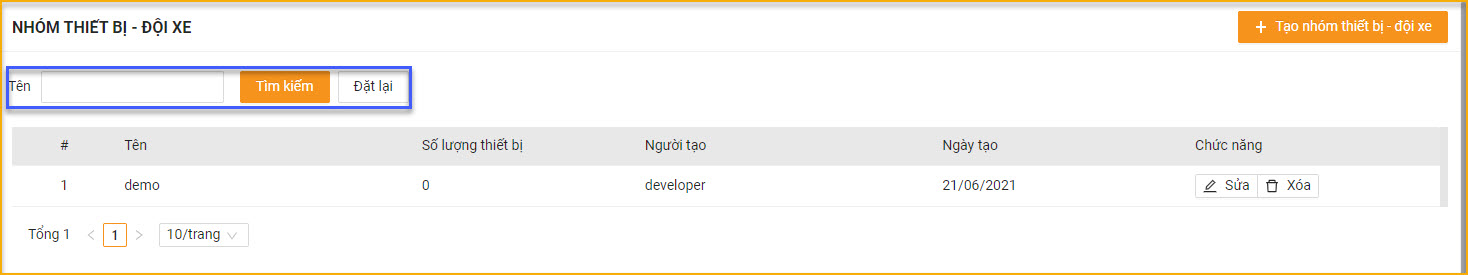 NHÓM THIẾT BỊ - ĐỘI XE
+ Tạo nhóm thiết bị - đội xe
Tên Tìm kiếm Đặt lại
# Tên Số lượng thiết bị Người tạo Ngày tạo Chức năng
1 demo 0 developer 21/06/2021 Sửa Xóa
Tổng 1 < 1 > 10/trang